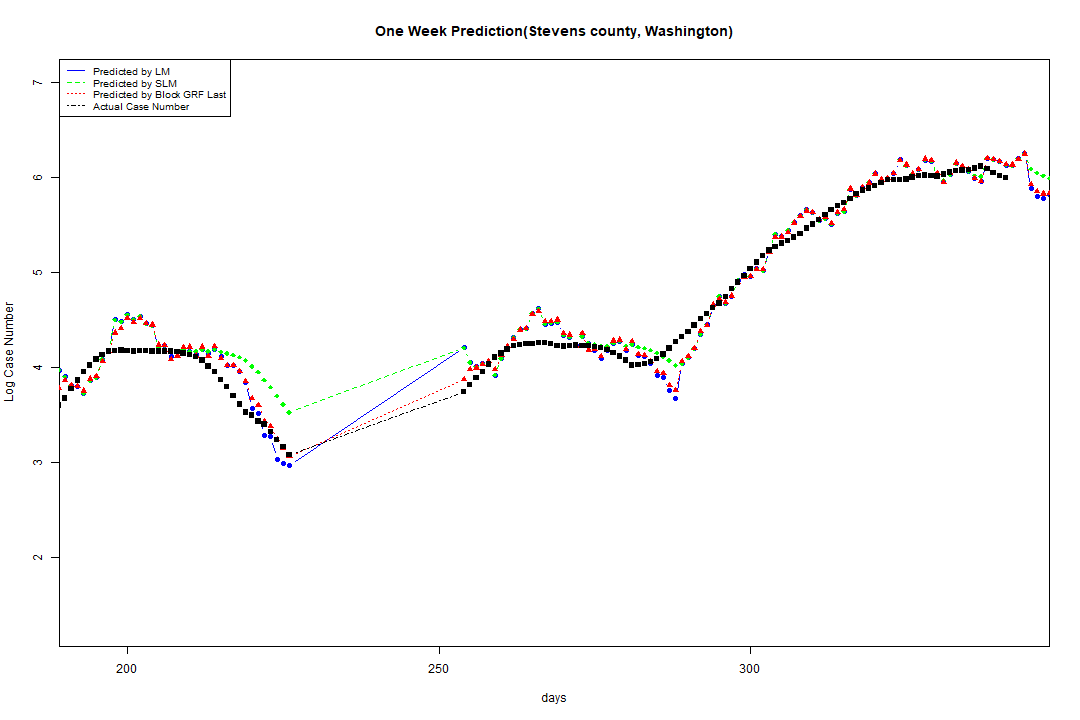 One Week Prediction(Stevens county, Washington)
Predicted by LM
Predicted by SLM
Predicted by Block GRF Last
Actual Case Number
7
6
5
4
3
2
Log Case Number
200
250
300
days